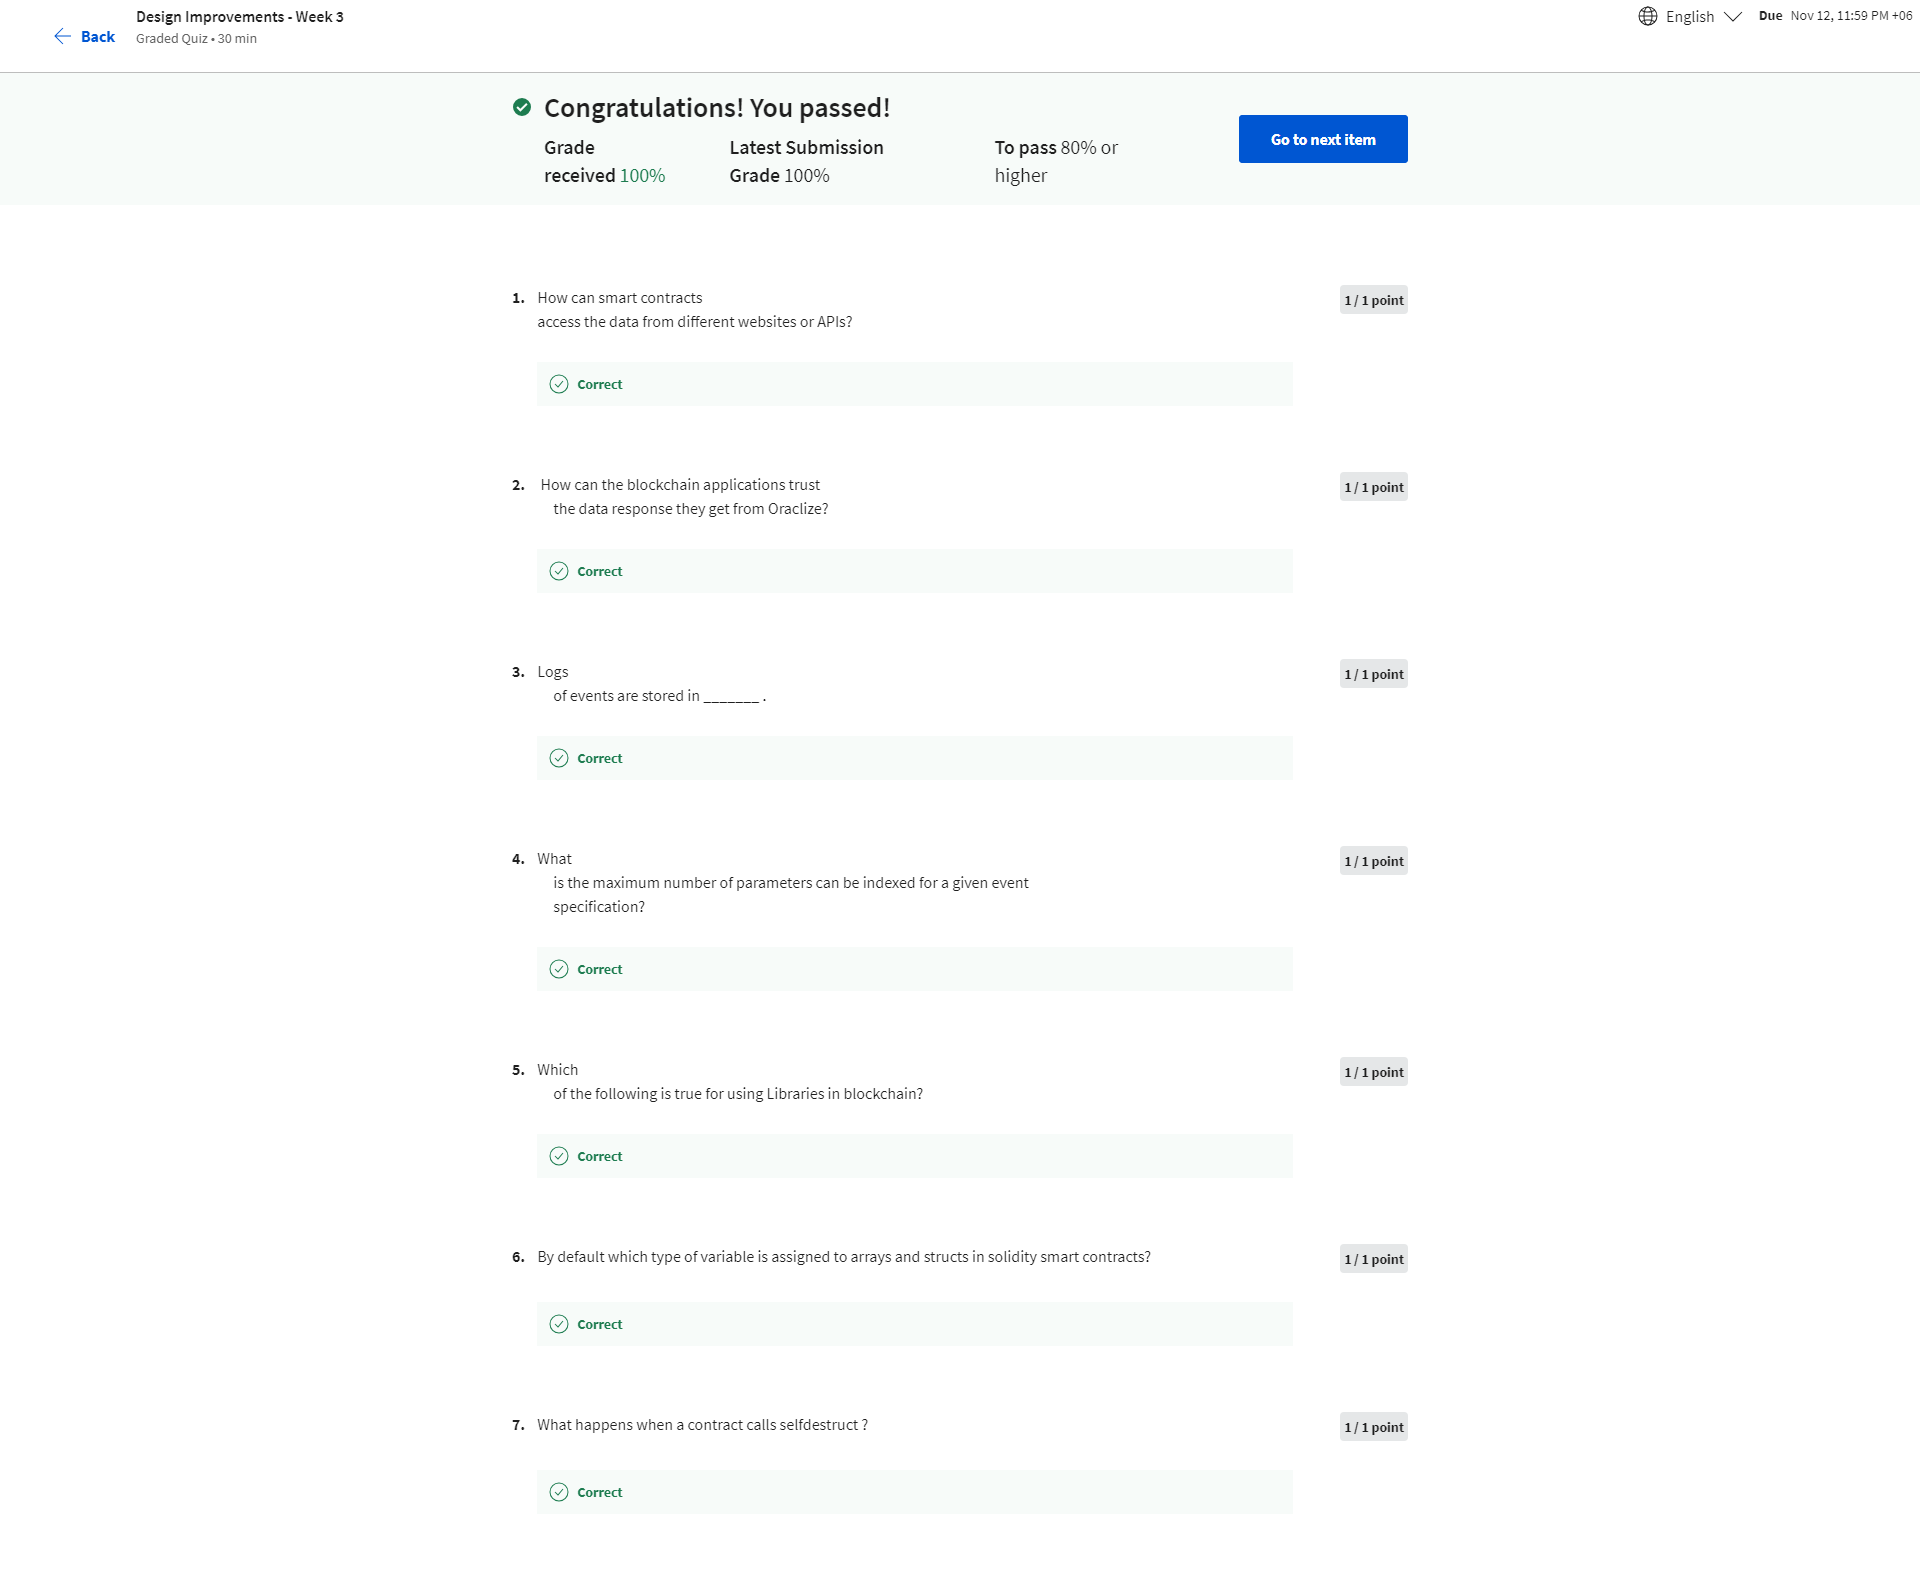 Back
Design Improvements - Week 3
Graded Quiz • 30 min
English
Due Nov 12, 11:59 PM +06
Congratulations! You passed!
Grade
received 100%
Latest Submission
Grade 100%
To pass 80% or
higher
Go to next item
1. How can smart contracts
access the data from different websites or APIs?
1 / 1 point
Correct
2. How can the blockchain applications trust
the data response they get from Oraclize?
1 / 1 point
Correct
3. Logs
of events are stored in _______ .
1 / 1 point
Correct
4. What
is the maximum number of parameters can be indexed for a given event
specification?
1 / 1 point
Correct
5. Which
of the following is true for using Libraries in blockchain?
1 / 1 point
Correct
6. By default which type of variable is assigned to arrays and structs in solidity smart contracts?
1 / 1 point
Correct
7. What happens when a contract calls selfdestruct ?
1 / 1 point
Correct